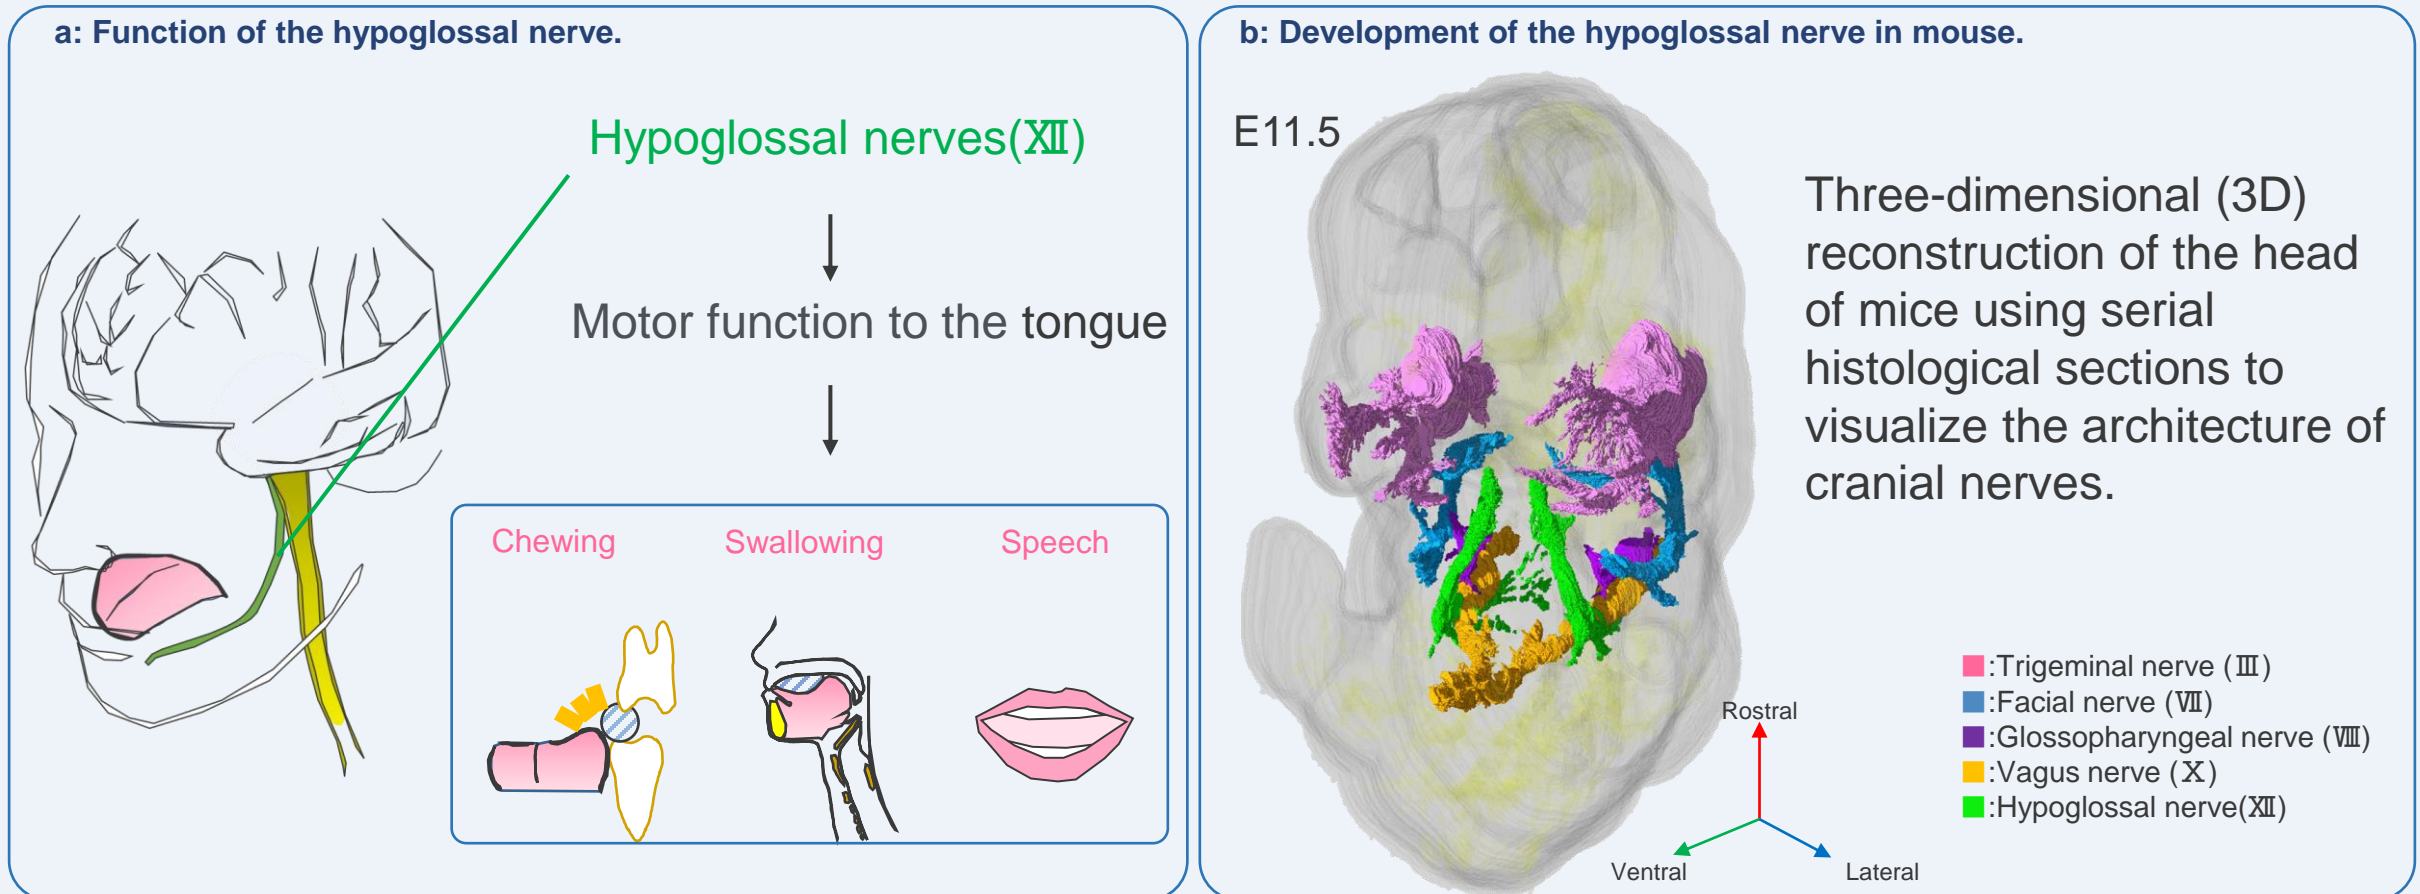 a: Function of the hypoglossal nerve.
Hypoglossal nerves(Ⅻ)
Motor function to the tongue
Chewing
Swallowing
Speech
b: Development of the hypoglossal nerve in mouse.
E11.5
Three-dimensional (3D)
reconstruction of the head
of mice using serial
histological sections to
visualize the architecture of
cranial nerves.
:Trigeminal nerve (Ⅲ)
:Facial nerve (Ⅶ)
:Glossopharyngeal nerve (Ⅷ)
:Vagus nerve (Ⅹ)
:Hypoglossal nerve(Ⅻ)
Rostral
Ventral
Lateral